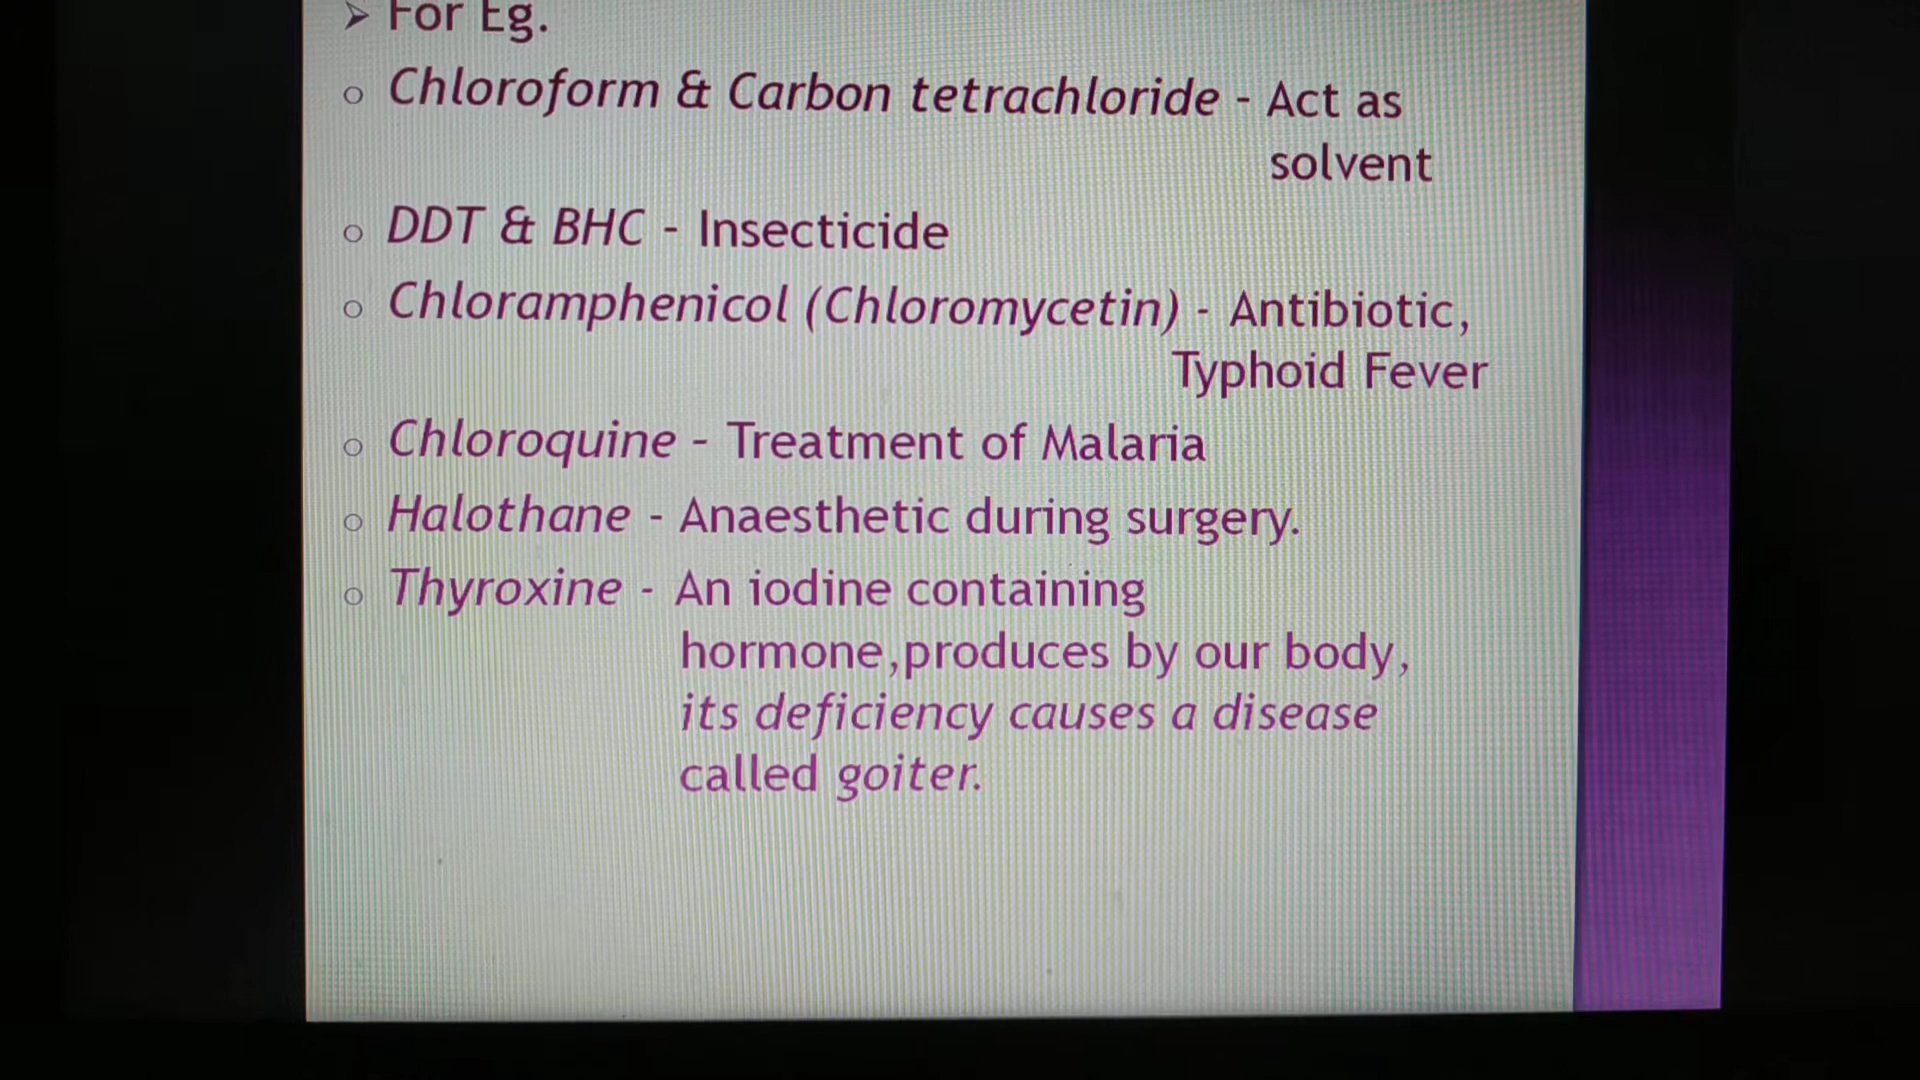 ➢ For Eg.
○ Chloroform & Carbon tetrachloride - Act as
solvent
○ DDT & BHC - Insecticide
○ Chloramphenicol (Chloromycetin) - Antibiotic,
Typhoid Fever
○ Chloroquine - Treatment of Malaria
○ Halothane - Anaesthetic during surgery.
○ Thyroxine - An iodine containing
hormone,produces by our body,
its deficiency causes a disease
called goiter.